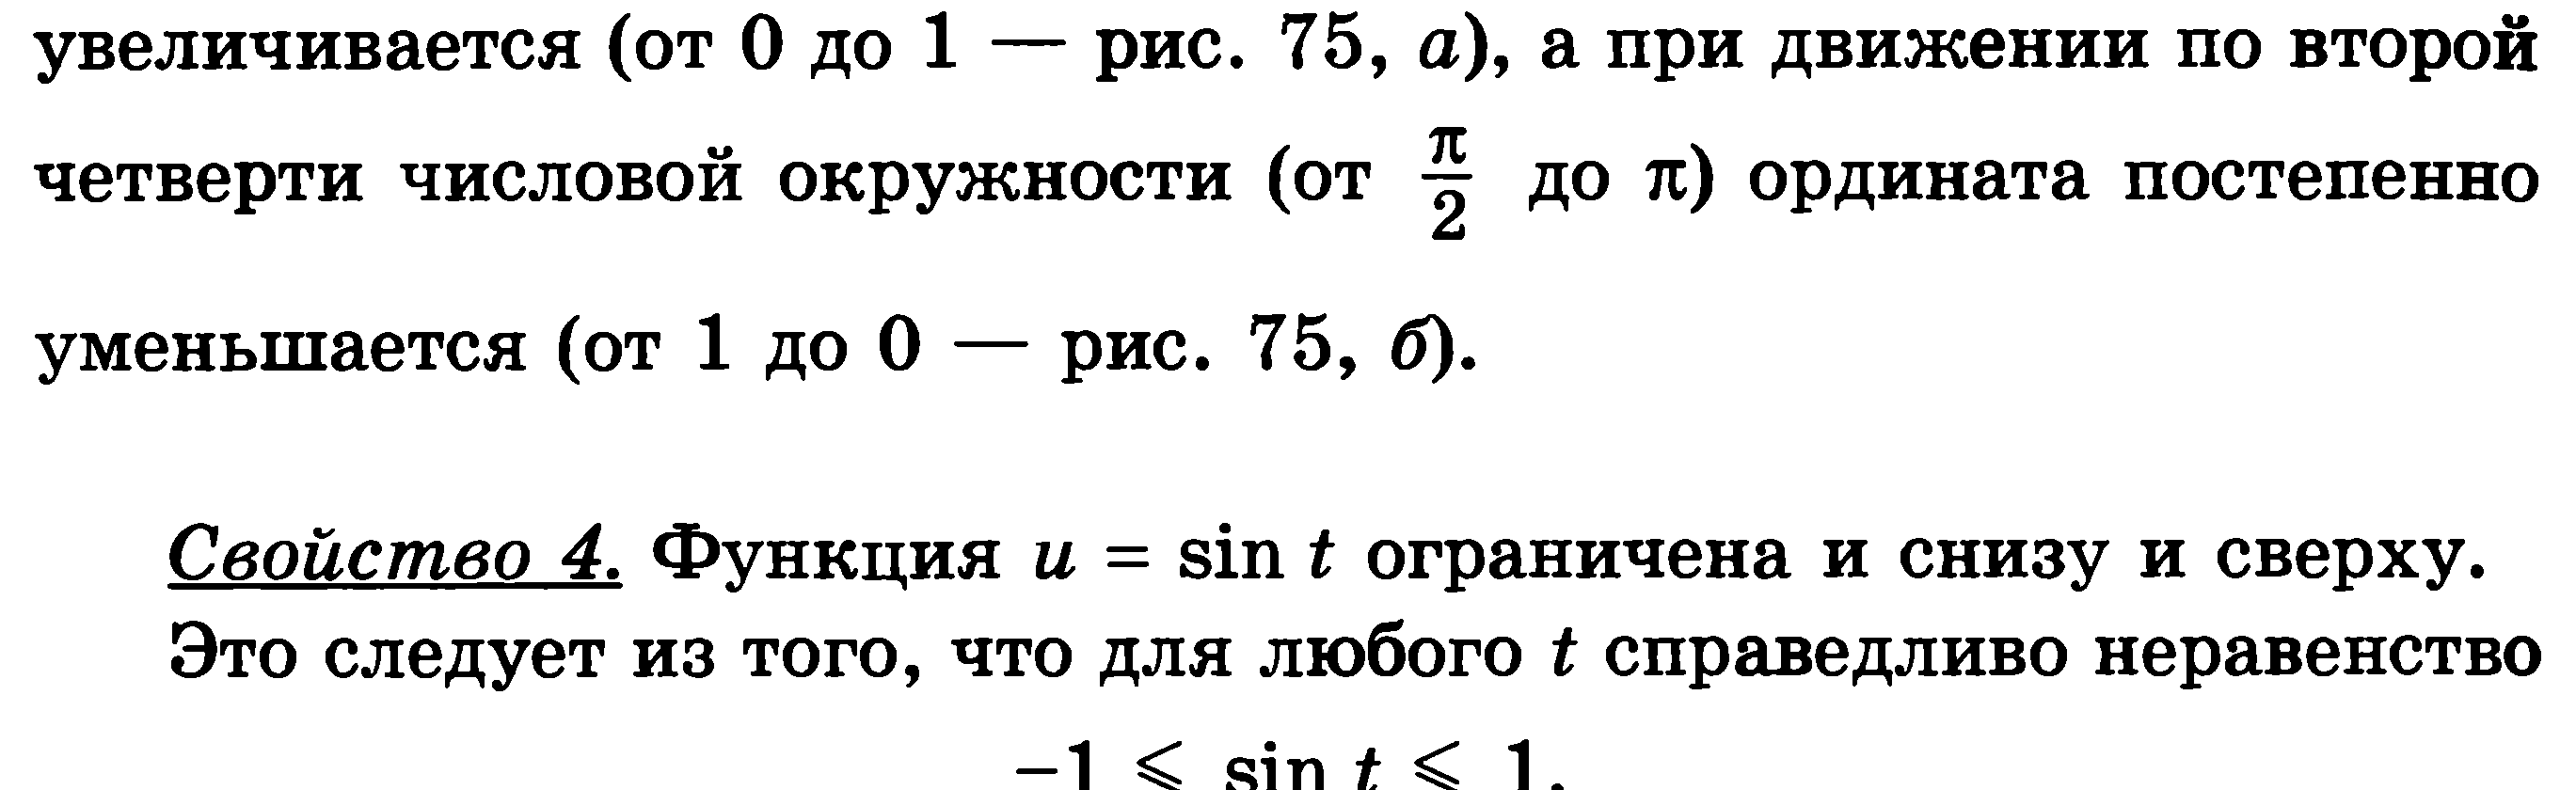 увеличивается (от 0 до 1 — рис. 75, а), а при движении по второй
четверти числовой окружности (от π/2 до π) ордината постепенно
уменьшается (от 1 до 0 — рис. 75, б).
Свойство 4. Функция u = sin t ограничена и снизу и сверху.
Это следует из того, что для любого t справедливо неравенство
−1 ⩽ sin t ⩽ 1.